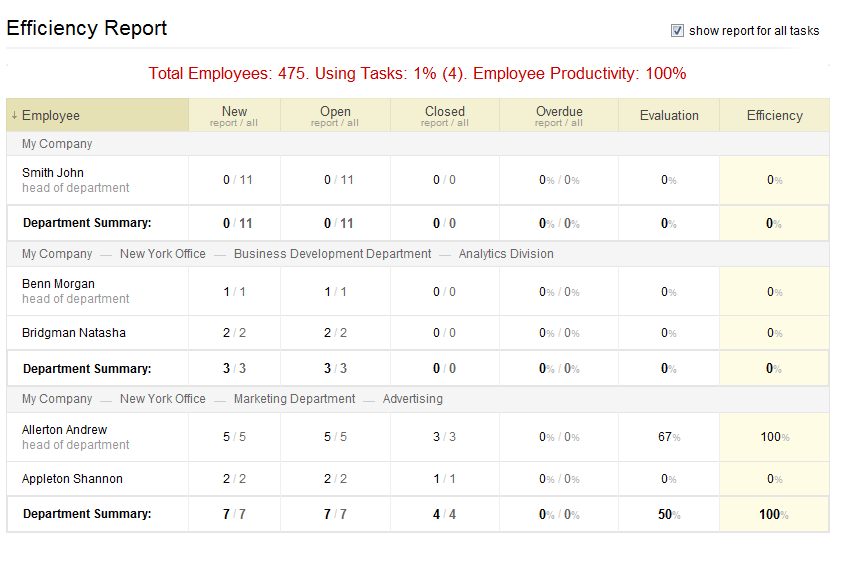 Efficiency Report
show report for all tasks
Total Employees: 475. Using Tasks: 1% (4). Employee Productivity: 100%
↓ Employee New Open Closed Overdue Evaluation Efficiency
report / all report / all report / all report / all
My Company
Smith John
head of department
0 / 11 0 / 11 0 / 0 0% / 0% 0% 0%
Department Summary: 0 / 11 0 / 11 0 / 0 0% / 0% 0% 0%
My Company — New York Office — Business Development Department — Analytics Division
Benn Morgan
head of department
1 / 1 1 / 1 0 / 0 0% / 0% 0% 0%
Bridgman Natasha 2 / 2 2 / 2 0 / 0 0% / 0% 0% 0%
Department Summary: 3 / 3 3 / 3 0 / 0 0% / 0% 0% 0%
My Company — New York Office — Marketing Department — Advertising
Allerton Andrew
head of department
5 / 5 5 / 5 3 / 3 0% / 0% 67% 100%
Appleton Shannon 2 / 2 2 / 2 1 / 1 0% / 0% 0% 0%
Department Summary: 7 / 7 7 / 7 4 / 4 0% / 0% 50% 100%